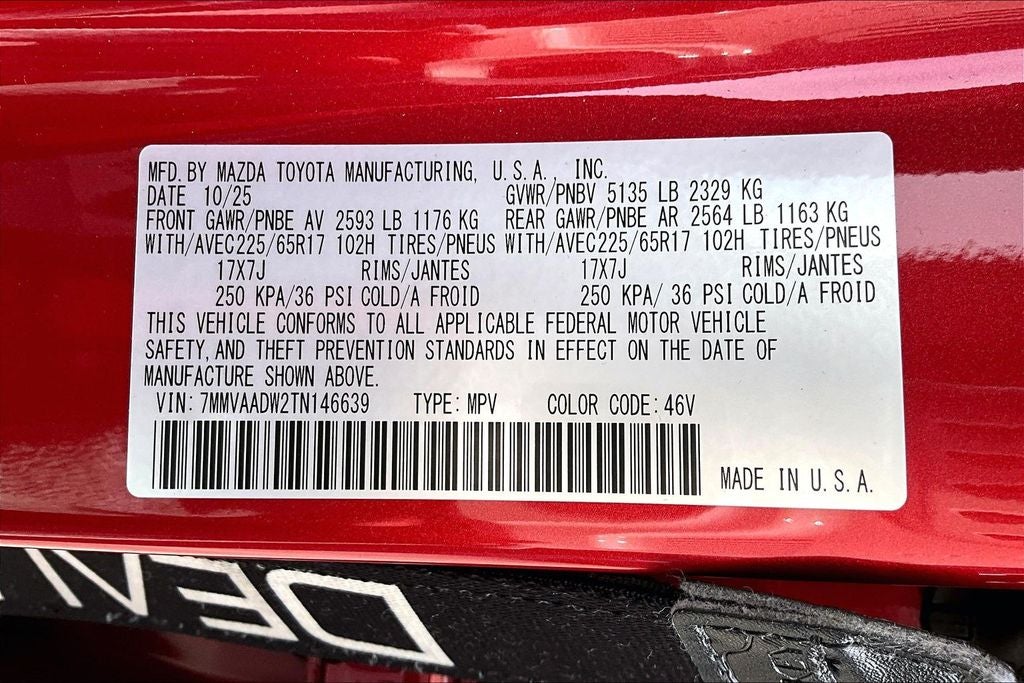 MFD. BY MAZDA TOYOTA MANUFACTURING, U.S.A., INC.
DATE 10/25 GVWR/PNBV 5135 LB 2329 KG
FRONT GAWR/PNBE AV 2593 LB 1176 KG REAR GAWR/PNBE AR 2564 LB 1163 KG
WITH/AVEC 225/65R17 102H TIRES/PNEUS WITH/AVEC 225/65R17 102H TIRES/PNEUS
17X7J RIMS/JANTES 17X7J RIMS/JANTES
250 KPA/36 PSI COLD/A FROID 250 KPA/36 PSI COLD/A FROID
THIS VEHICLE CONFORMS TO ALL APPLICABLE FEDERAL MOTOR VEHICLE
SAFETY, AND THEFT PREVENTION STANDARDS IN EFFECT ON THE DATE OF
MANUFACTURE SHOWN ABOVE.
VIN: 7MMVAADW2TN146639 TYPE: MPV COLOR CODE: 46V
MADE IN U.S.A.